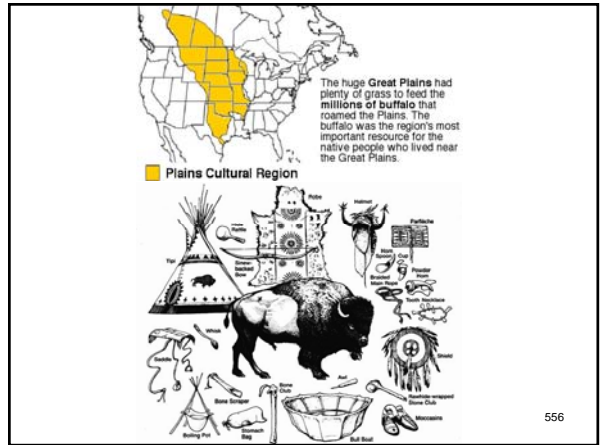 The huge Great Plains had
plenty of grass to feed the
millions of buffalo that
roamed the Plains. The
buffalo was the region's most
important resource for the
native people who lived near
the Great Plains.
Plains Cultural Region
Robe
Helmet
Rattle
Parfleche
Tipi
Sinew-
backed
Bow
Horn
Spoon
Cup
Powder
Horn
Braided
Main Rope
Tooth Necklace
Whisk
Saddle
Shield
Awl
Bone
Club
Bone Scraper
Rawhide-wrapped
Stone Club
Moccasins
Stomach
Bag
Boiling Pot
Bull Boat
556